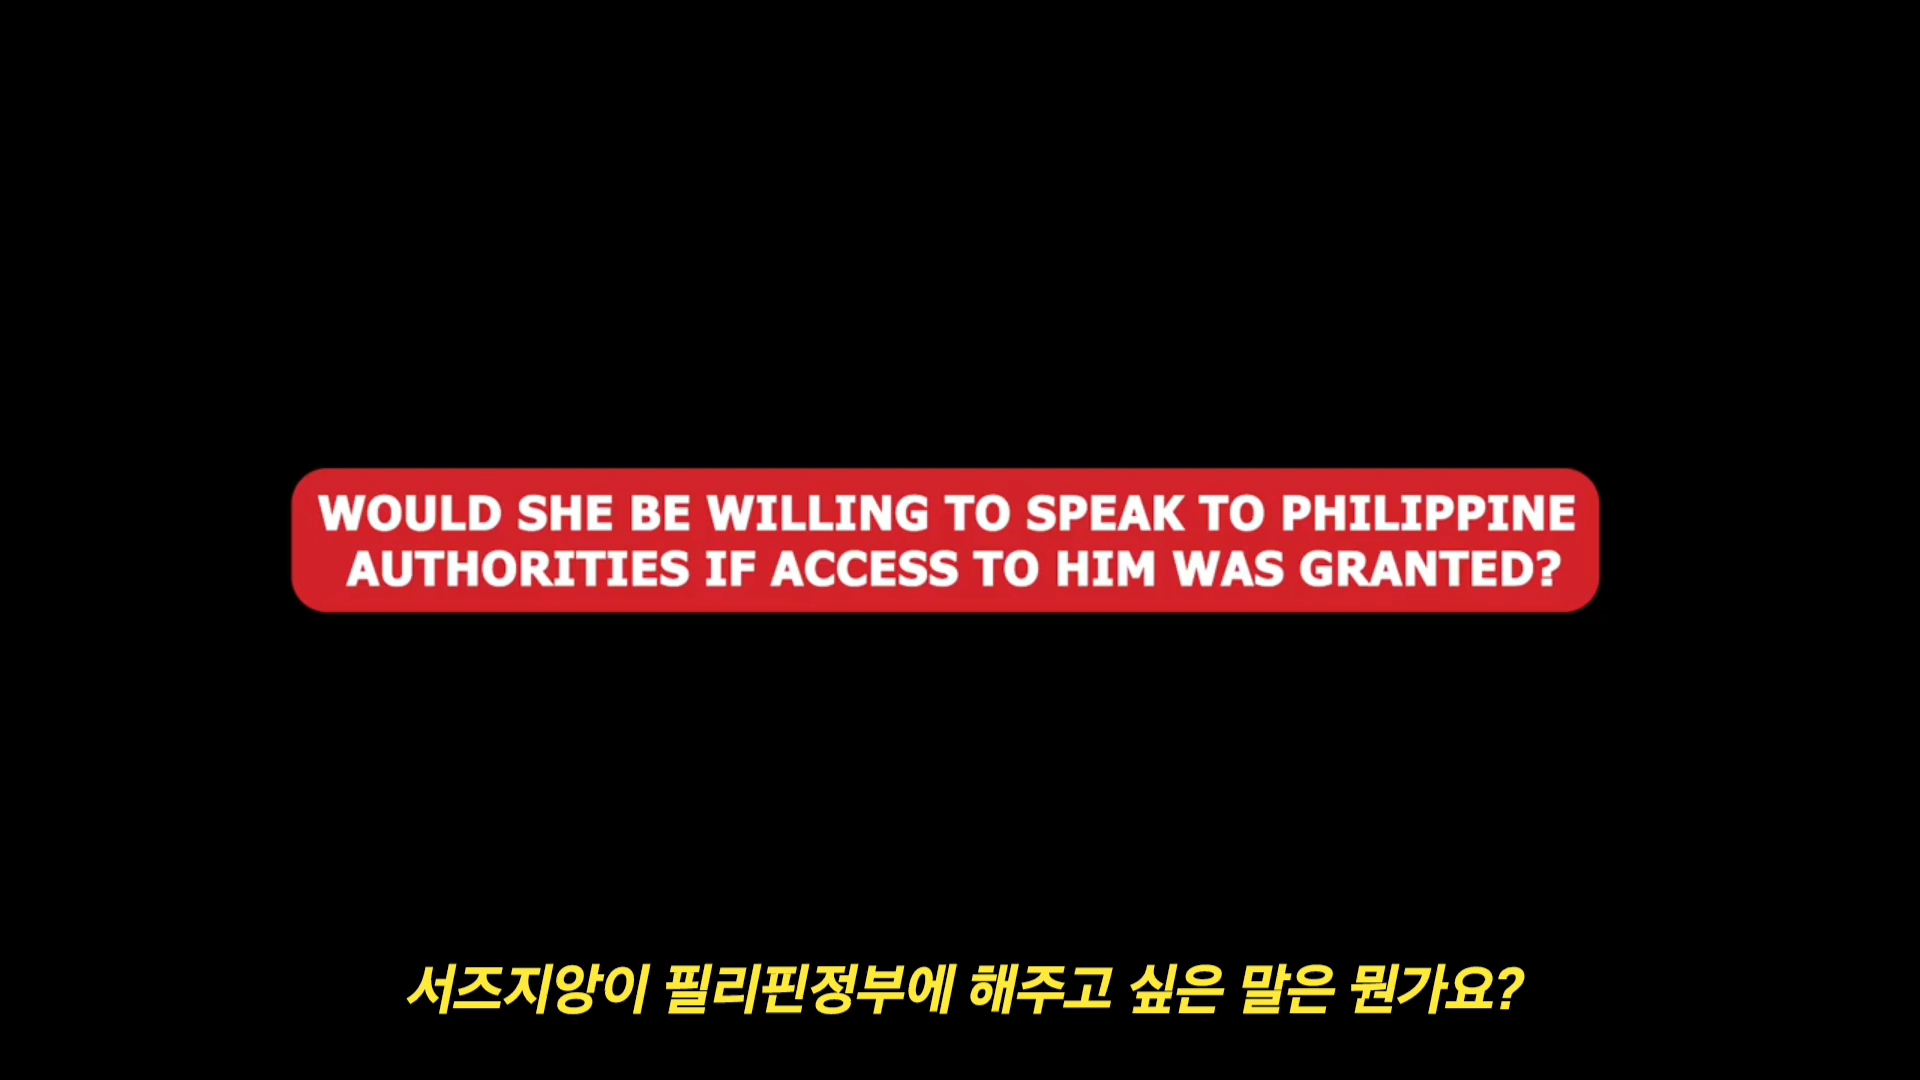 WOULD SHE BE WILLING TO SPEAK TO PHILIPPINE
AUTHORITIES IF ACCESS TO HIM WAS GRANTED?
서즈지앙이 필리핀정부에 해주고 싶은 말은 뭔가요?